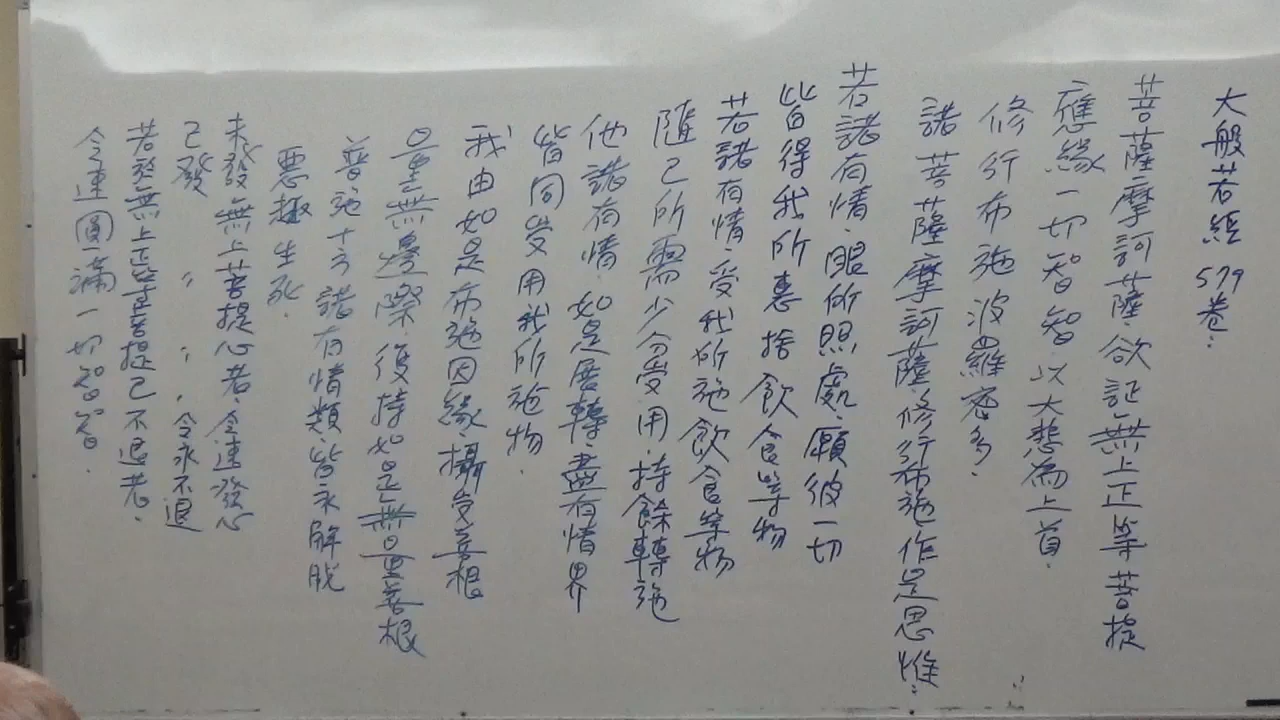 大般若經 579卷:
菩薩摩訶薩.欲証無上正等菩提
應緣一切智智.以大悲為上首.
修行布施波羅密多.
諸菩薩摩訶薩.修行布施作是思惟:
若諸有情.眼所照處.願彼一切
皆得我所惠捨飲食等物
若諸有情.受我所施飲食等物
隨己所需少分受用.持餘轉施
他諸有情.如是展轉.盡有情界
皆同受用我所施物.
我由如是布施因緣.攝受善根
量無邊際.復持如是無量善根
普施十方諸有情類.皆永解脫
惡趣生死.
未發無上菩提心者.令速發心
已發 〃 〃 .令永不退
若於無上正等菩提已不退者.
令速圓滿一切智智.